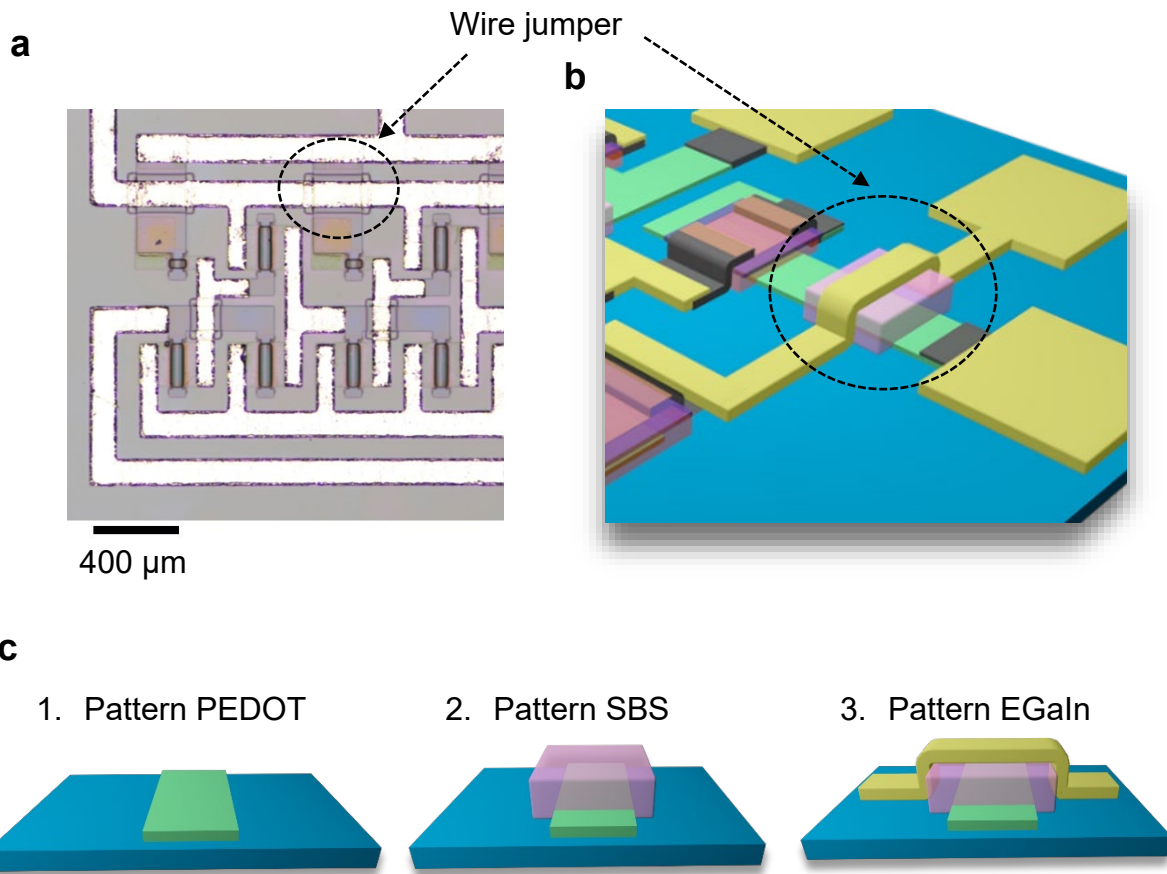 Wire jumper
a
b
400 µm
c
1. Pattern PEDOT
2. Pattern SBS
3. Pattern EGaIn